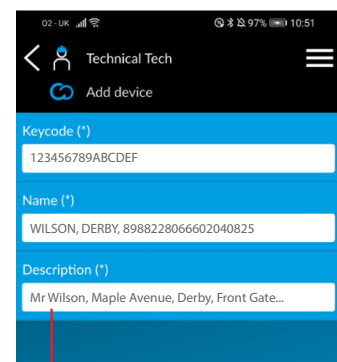 O2 - UK 97% 10:51
Technical Tech
Add device
Keycode (*)
123456789ABCDEF
Name (*)
WILSON, DERBY, 8988228066602040825
Description (*)
Mr Wilson, Maple Avenue, Derby, Front Gate...